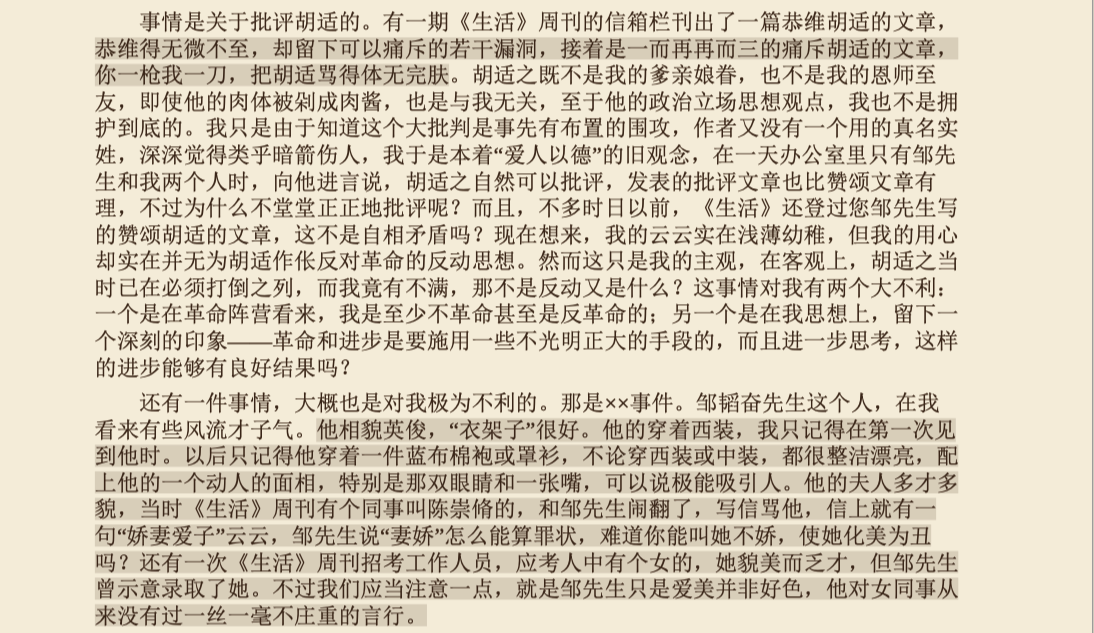 事情是关于批评胡适的。有一期《生活》周刊的信箱栏刊出了一篇恭维胡适的文章，
恭维得无微不至，却留下可以痛斥的若干漏洞，接着是一而再再而三的痛斥胡适的文章，
你一枪我一刀，把胡适骂得体无完肤。胡适之既不是我的爹亲娘眷，也不是我的恩师至
友，即使他的肉体被剁成肉酱，也是与我无关，至于他的政治立场思想观点，我也不是拥
护到底的。我只是由于知道这个大批判是事先有布置的围攻，作者又没有一个用的真名实
姓，深深觉得类乎暗箭伤人，我于是本着“爱人以德”的旧观念，在一天办公室里只有邹先
生和我两个人时，向他进言说，胡适之自然可以批评，发表的批评文章也比赞颂文章有
理，不过为什么不堂堂正正地批评呢？而且，不多时日以前，《生活》还登过您邹先生写
的赞颂胡适的文章，这不是自相矛盾吗？现在想来，我的云云实在浅薄幼稚，但我的用心
却实在并无为胡适作伥反对革命的反动思想。然而这只是我的主观，在客观上，胡适之当
时已在必须打倒之列，而我竟有不满，那不是反动又是什么？这事情对我有两个大不利：
一个是在革命阵营看来，我是至少不革命甚至是反革命的；另一个是在我思想上，留下一
个深刻的印象——革命和进步是要施用一些不光明正大的手段的，而且进一步思考，这样
的进步能够有良好结果吗？
还有一件事情，大概也是对我极为不利的。那是××事件。邹韬奋先生这个人，在我
看来有些风流才子气。他相貌英俊，“衣架子”很好。他的穿着西装，我只记得在第一次见
到他时。以后只记得他穿着一件蓝布棉袍或罩衫，不论穿西装或中装，都很整洁漂亮，配
上他的一个动人的面相，特别是那双眼睛和一张嘴，可以说极能吸引人。他的夫人多才多
貌，当时《生活》周刊有个同事叫陈崇脩的，和邹先生闹翻了，写信骂他，信上就有一
句“娇妻爱子”云云，邹先生说“妻娇”怎么能算罪状，难道你能叫她不娇，使她化美为丑
吗？还有一次《生活》周刊招考工作人员，应考人中有个女的，她貌美而乏才，但邹先生
曾示意录取了她。不过我们应当注意一点，就是邹先生只是爱美并非好色，他对女同事从
来没有过一丝一毫不庄重的言行。